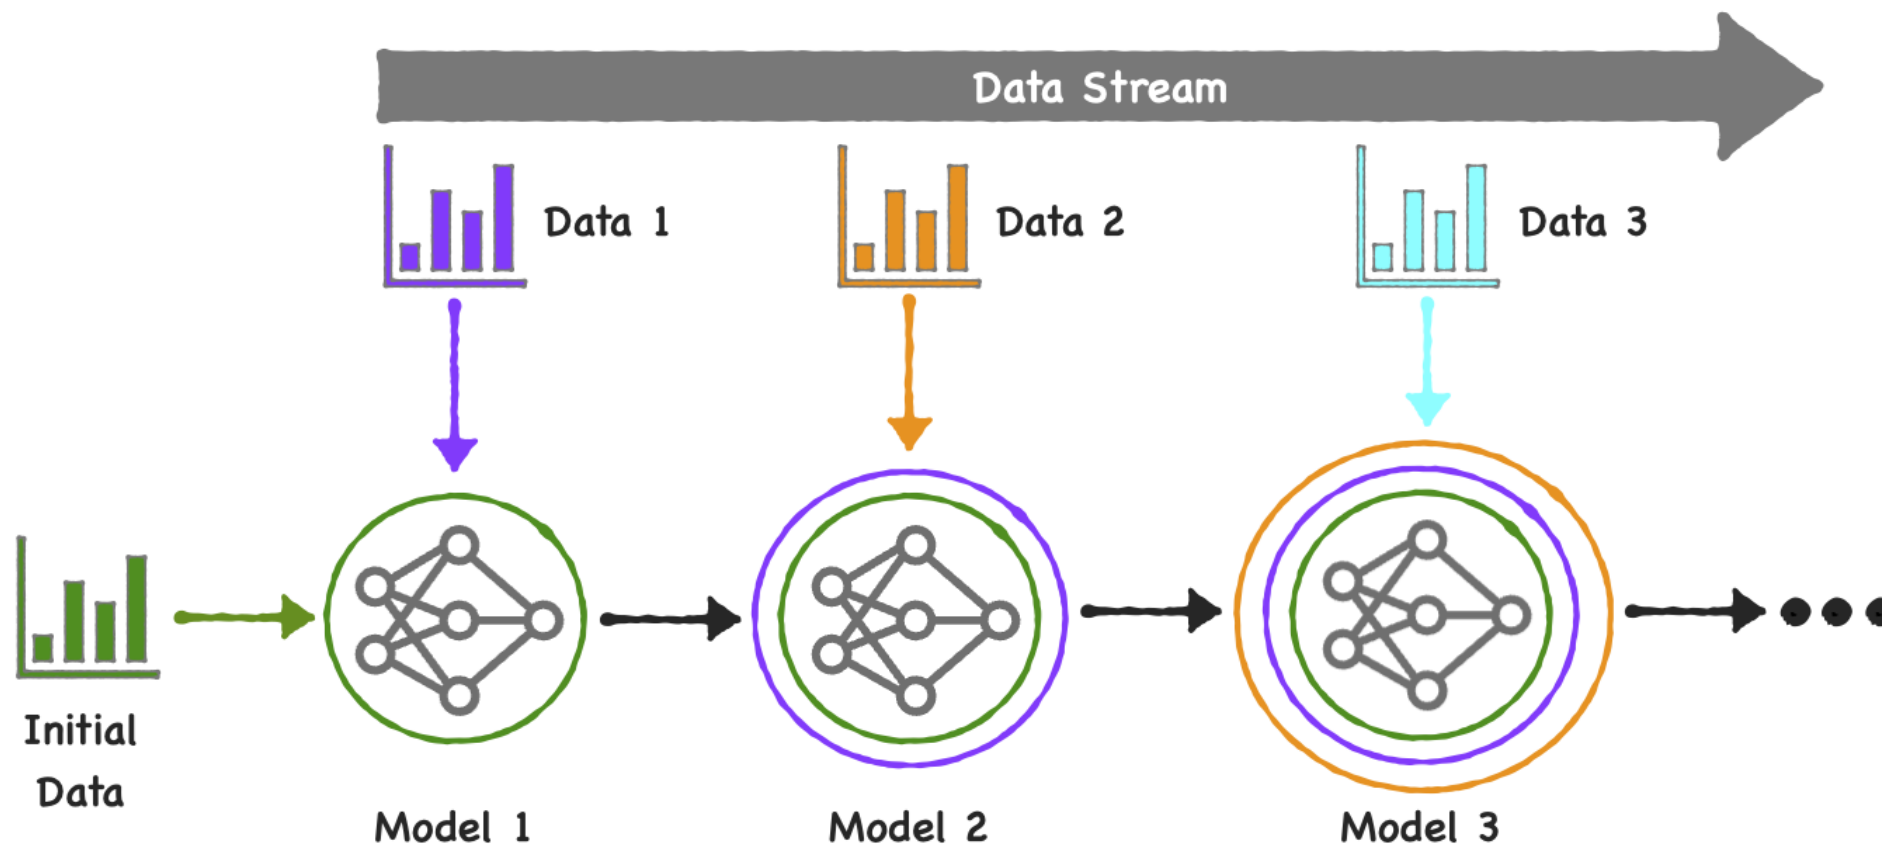 Data Stream
Data 1
Data 2
Data 3
Initial
Data
Model 1
Model 2
Model 3